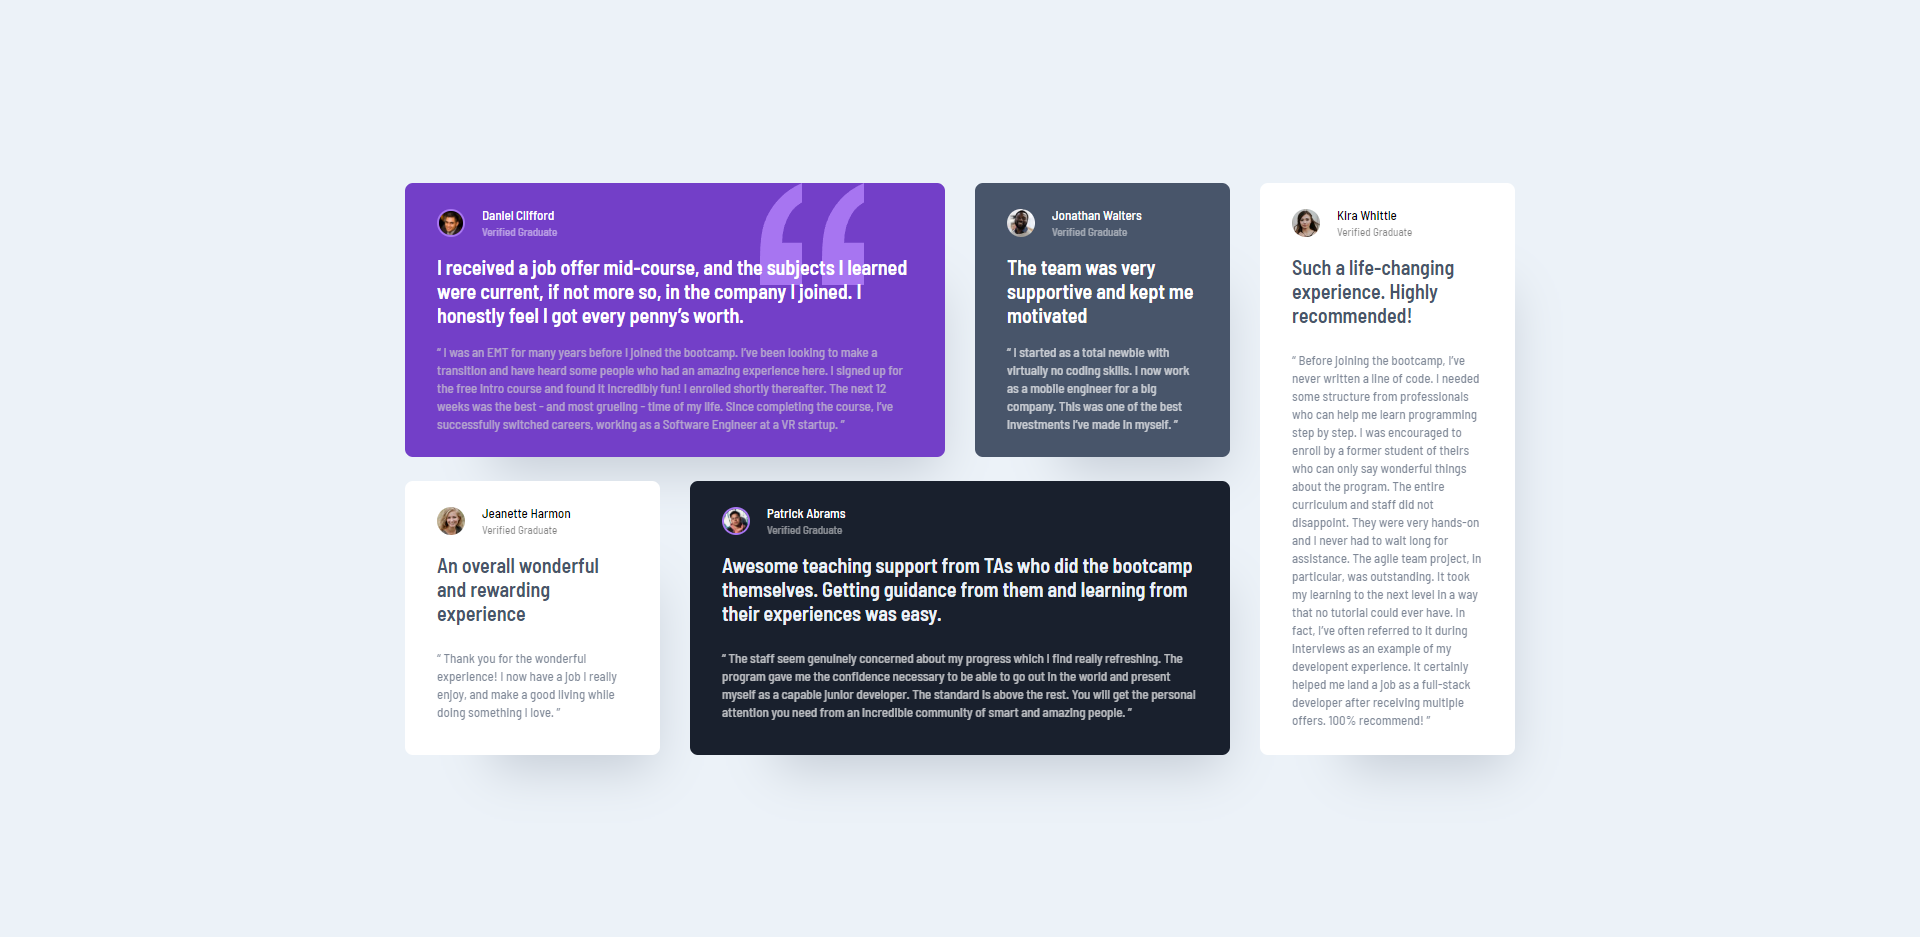 Daniel Clifford
Verified Graduate
I received a job offer mid-course, and the subjects I learned
were current, if not more so, in the company I joined. I
honestly feel I got every penny’s worth.
“ I was an EMT for many years before I joined the bootcamp. I’ve been looking to make a
transition and have heard some people who had an amazing experience here. I signed up for
the free intro course and found it incredibly fun! I enrolled shortly thereafter. The next 12
weeks was the best - and most grueling - time of my life. Since completing the course, I’ve
successfully switched careers, working as a Software Engineer at a VR startup. ”
Jonathan Walters
Verified Graduate
The team was very
supportive and kept me
motivated
“ I started as a total newbie with
virtually no coding skills. I now work
as a mobile engineer for a big
company. This was one of the best
investments I’ve made in myself. ”
Kira Whittle
Verified Graduate
Such a life-changing
experience. Highly
recommended!
“ Before joining the bootcamp, I’ve
never written a line of code. I needed
some structure from professionals
who can help me learn programming
step by step. I was encouraged to
enroll by a former student of theirs
who can only say wonderful things
about the program. The entire
curriculum and staff did not
disappoint. They were very hands-on
and I never had to wait long for
assistance. The agile team project, in
particular, was outstanding. It took
my learning to the next level in a way
that no tutorial could ever have. In
fact, I’ve often referred to it during
interviews as an example of my
developent experience. It certainly
helped me land a job as a full-stack
developer after receiving multiple
offers. 100% recommend! ”
Jeanette Harmon
Verified Graduate
An overall wonderful
and rewarding
experience
“ Thank you for the wonderful
experience! I now have a job I really
enjoy, and make a good living while
doing something I love. ”
Patrick Abrams
Verified Graduate
Awesome teaching support from TAs who did the bootcamp
themselves. Getting guidance from them and learning from
their experiences was easy.
“ The staff seem genuinely concerned about my progress which I find really refreshing. The
program gave me the confidence necessary to be able to go out in the world and present
myself as a capable junior developer. The standard is above the rest. You will get the personal
attention you need from an incredible community of smart and amazing people. ”